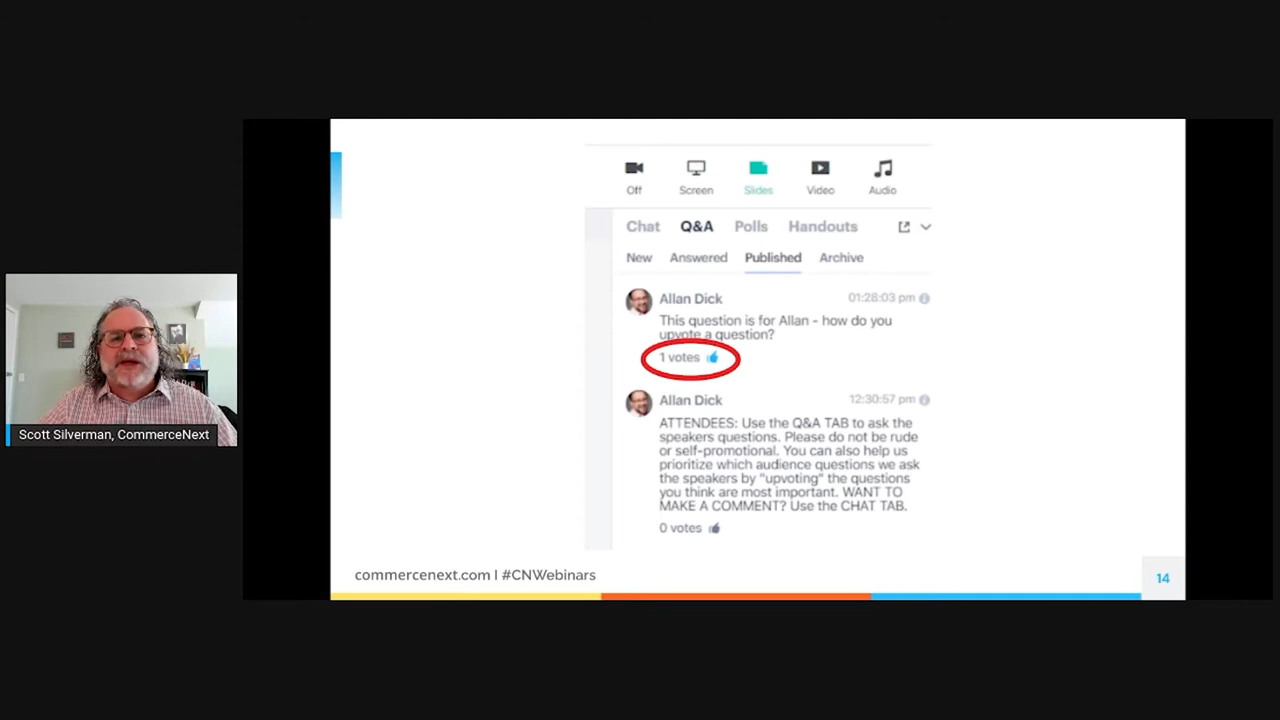 Off Screen Slides Video Audio
Chat Q&A Polls Handouts
New Answered Published Archive
Allan Dick 01:28:03 pm
This question is for Allan - how do you
upvote a question?
1 votes
Allan Dick 12:30:57 pm
ATTENDEES: Use the Q&A TAB to ask the
speakers questions. Please do not be rude
or self-promotional. You can also help us
prioritize which audience questions we ask
the speakers by "upvoting" the questions
you think are most important. WANT TO
MAKE A COMMENT? Use the CHAT TAB.
0 votes
Scott Silverman, CommerceNext
commercenext.com | #CNWebinars
14